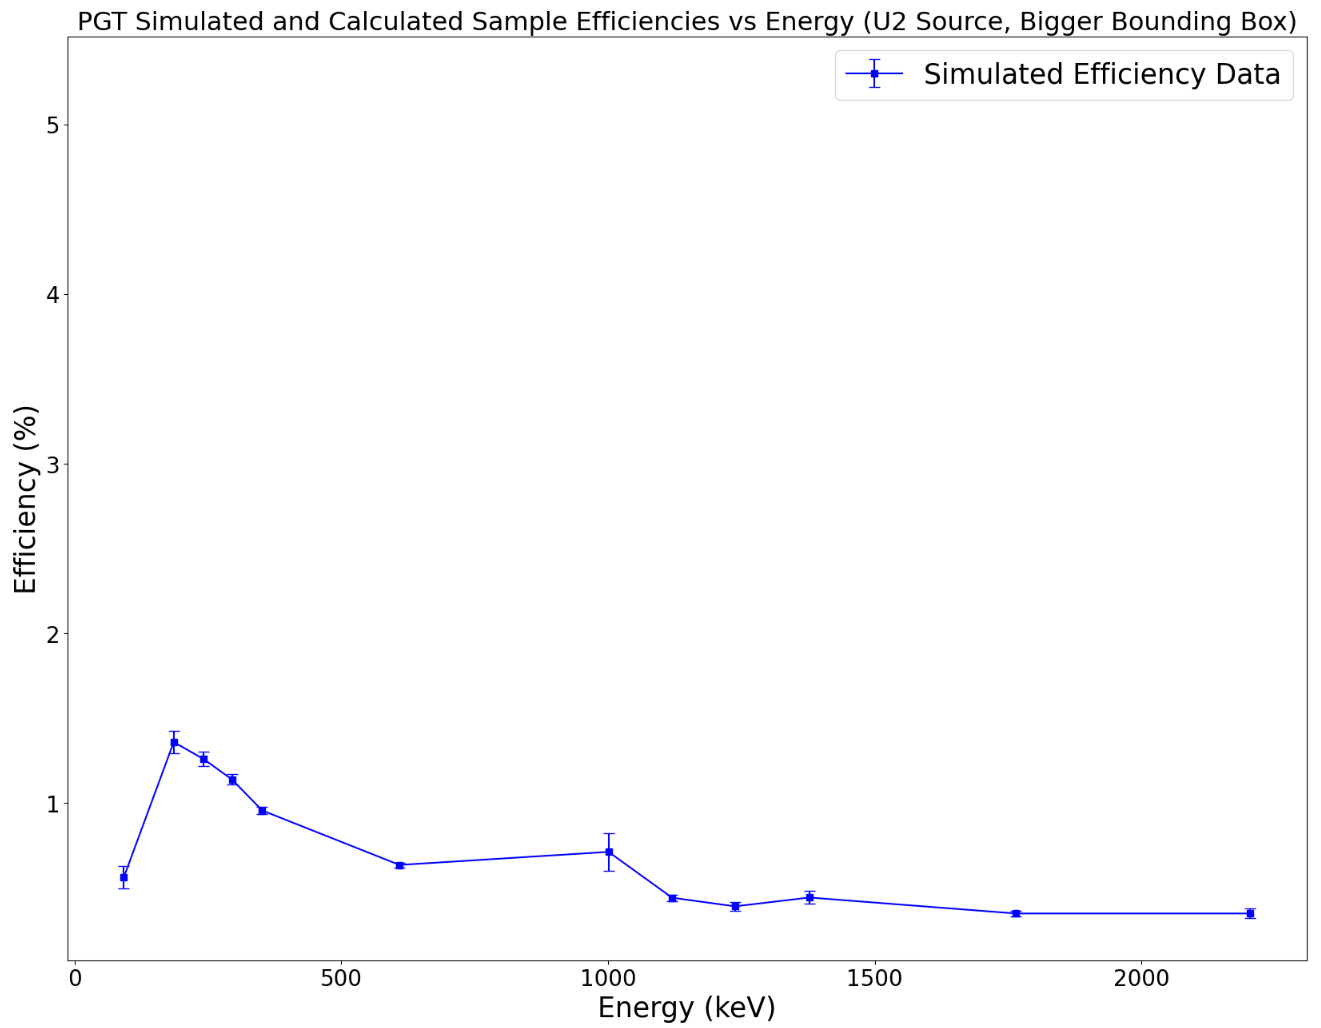 PGT Simulated and Calculated Sample Efficiencies vs Energy (U2 Source, Bigger Bounding Box)
Simulated Efficiency Data
5
4
3
2
1
Efficiency (%)
0 500 1000 1500 2000
Energy (keV)